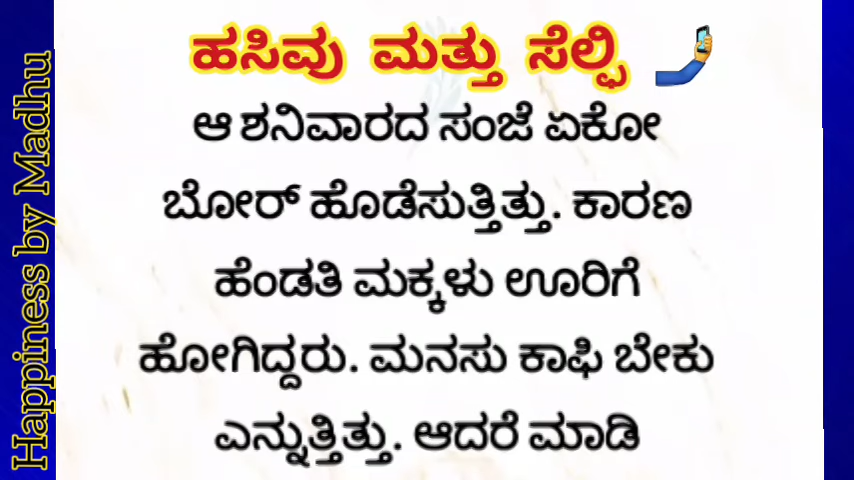 ಹಸಿವು ಮತ್ತು ಸೆಲ್ಫಿ 🤳
ಆ ಶನಿವಾರದ ಸಂಜೆ ಏಕೋ
ಬೋರ್ ಹೊಡೆಸುತ್ತಿತ್ತು. ಕಾರಣ
ಹೆಂಡತಿ ಮಕ್ಕಳು ಊರಿಗೆ
ಹೋಗಿದ್ದರು. ಮನಸು ಕಾಫಿ ಬೇಕು
ಎನ್ನುತ್ತಿತ್ತು. ಆದರೆ ಮಾಡಿ
Happiness by Madhu